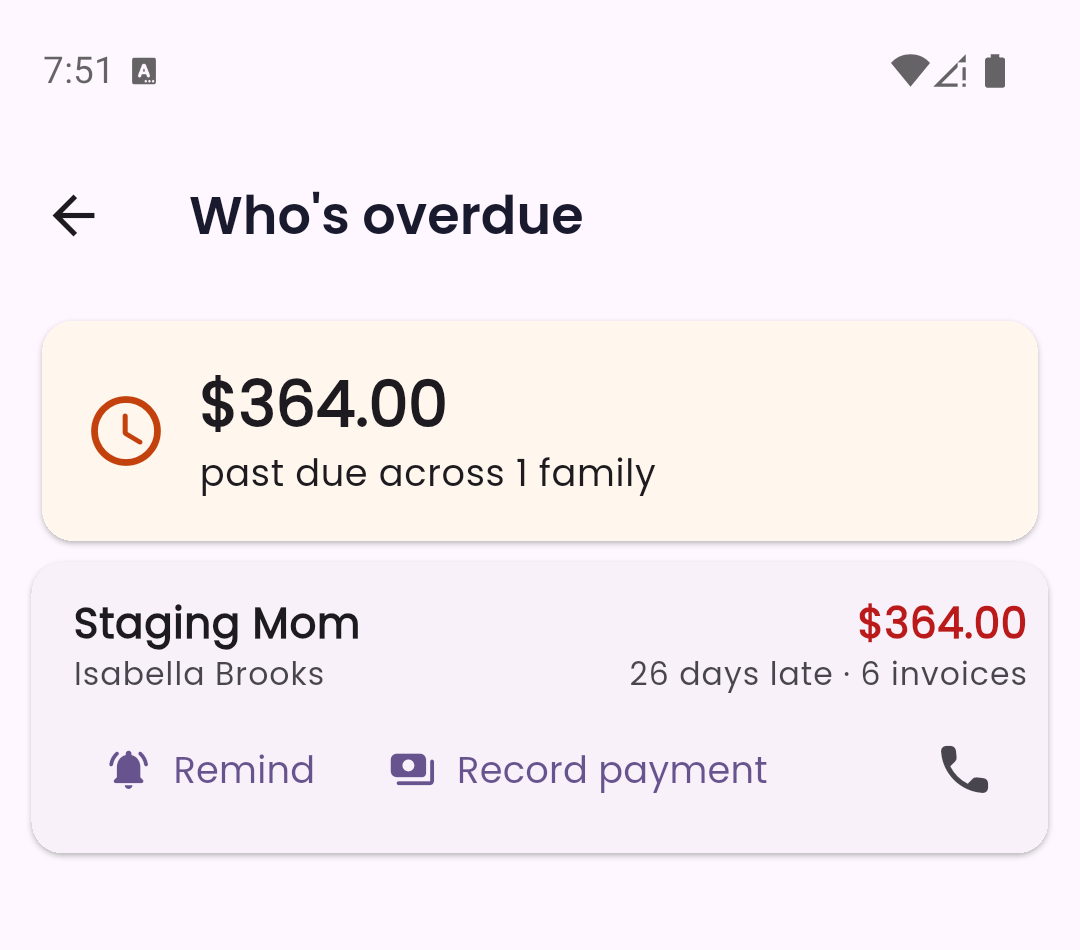 7:51
Who's overdue
$364.00
past due across 1 family
Staging Mom $364.00
Isabella Brooks 26 days late · 6 invoices
Remind Record payment